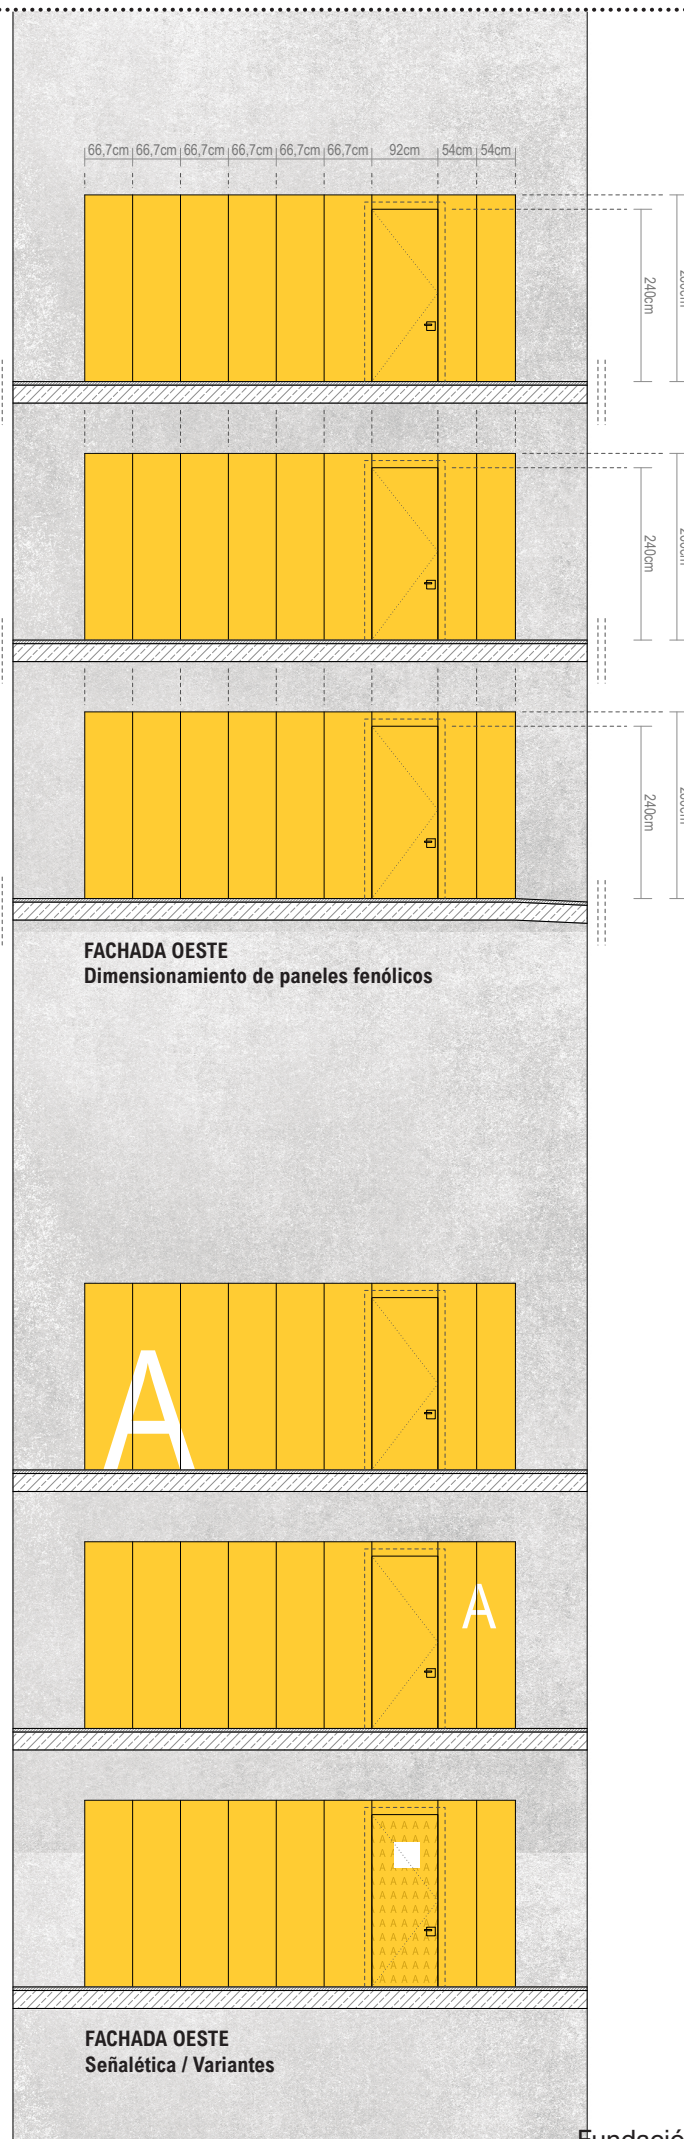 66,7cm 66,7cm 66,7cm 66,7cm 66,7cm 66,7cm 92cm 54cm 54cm
240cm
240cm
240cm
FACHADA OESTE
Dimensionamiento de paneles fenólicos
A
A
FACHADA OESTE
Señalética / Variantes